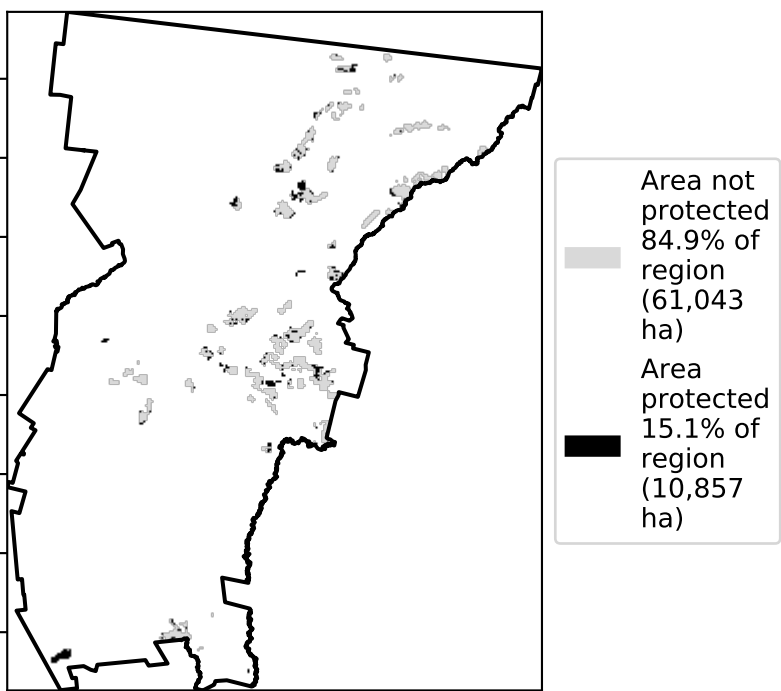 Area not
protected
84.9% of
region
(61,043
ha)
Area
protected
15.1% of
region
(10,857
ha)